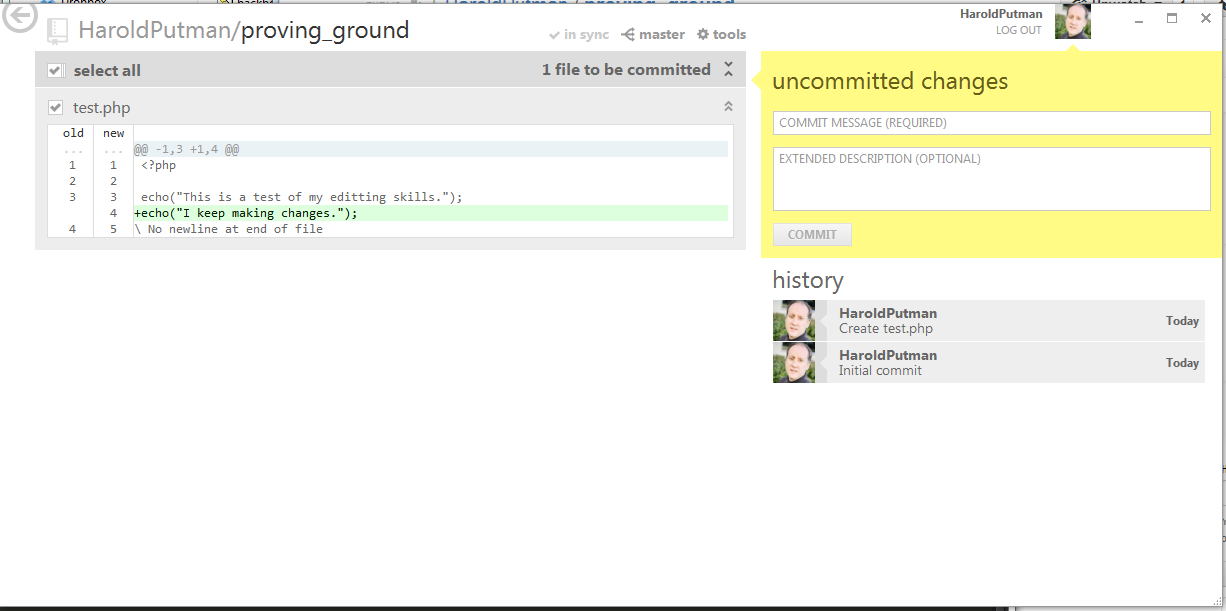 HaroldPutman/proving_ground
in sync
master
tools
HaroldPutman
LOG OUT
select all
1 file to be committed
test.php
old new
... ... @@ -1,3 +1,4 @@
1 1 <?php
2 2
3 3 echo("This is a test of my editting skills.");
4 +echo("I keep making changes.");
4 5 \ No newline at end of file
uncommitted changes
COMMIT MESSAGE (REQUIRED)
EXTENDED DESCRIPTION (OPTIONAL)
COMMIT
history
HaroldPutman
Create test.php
Today
HaroldPutman
Initial commit
Today